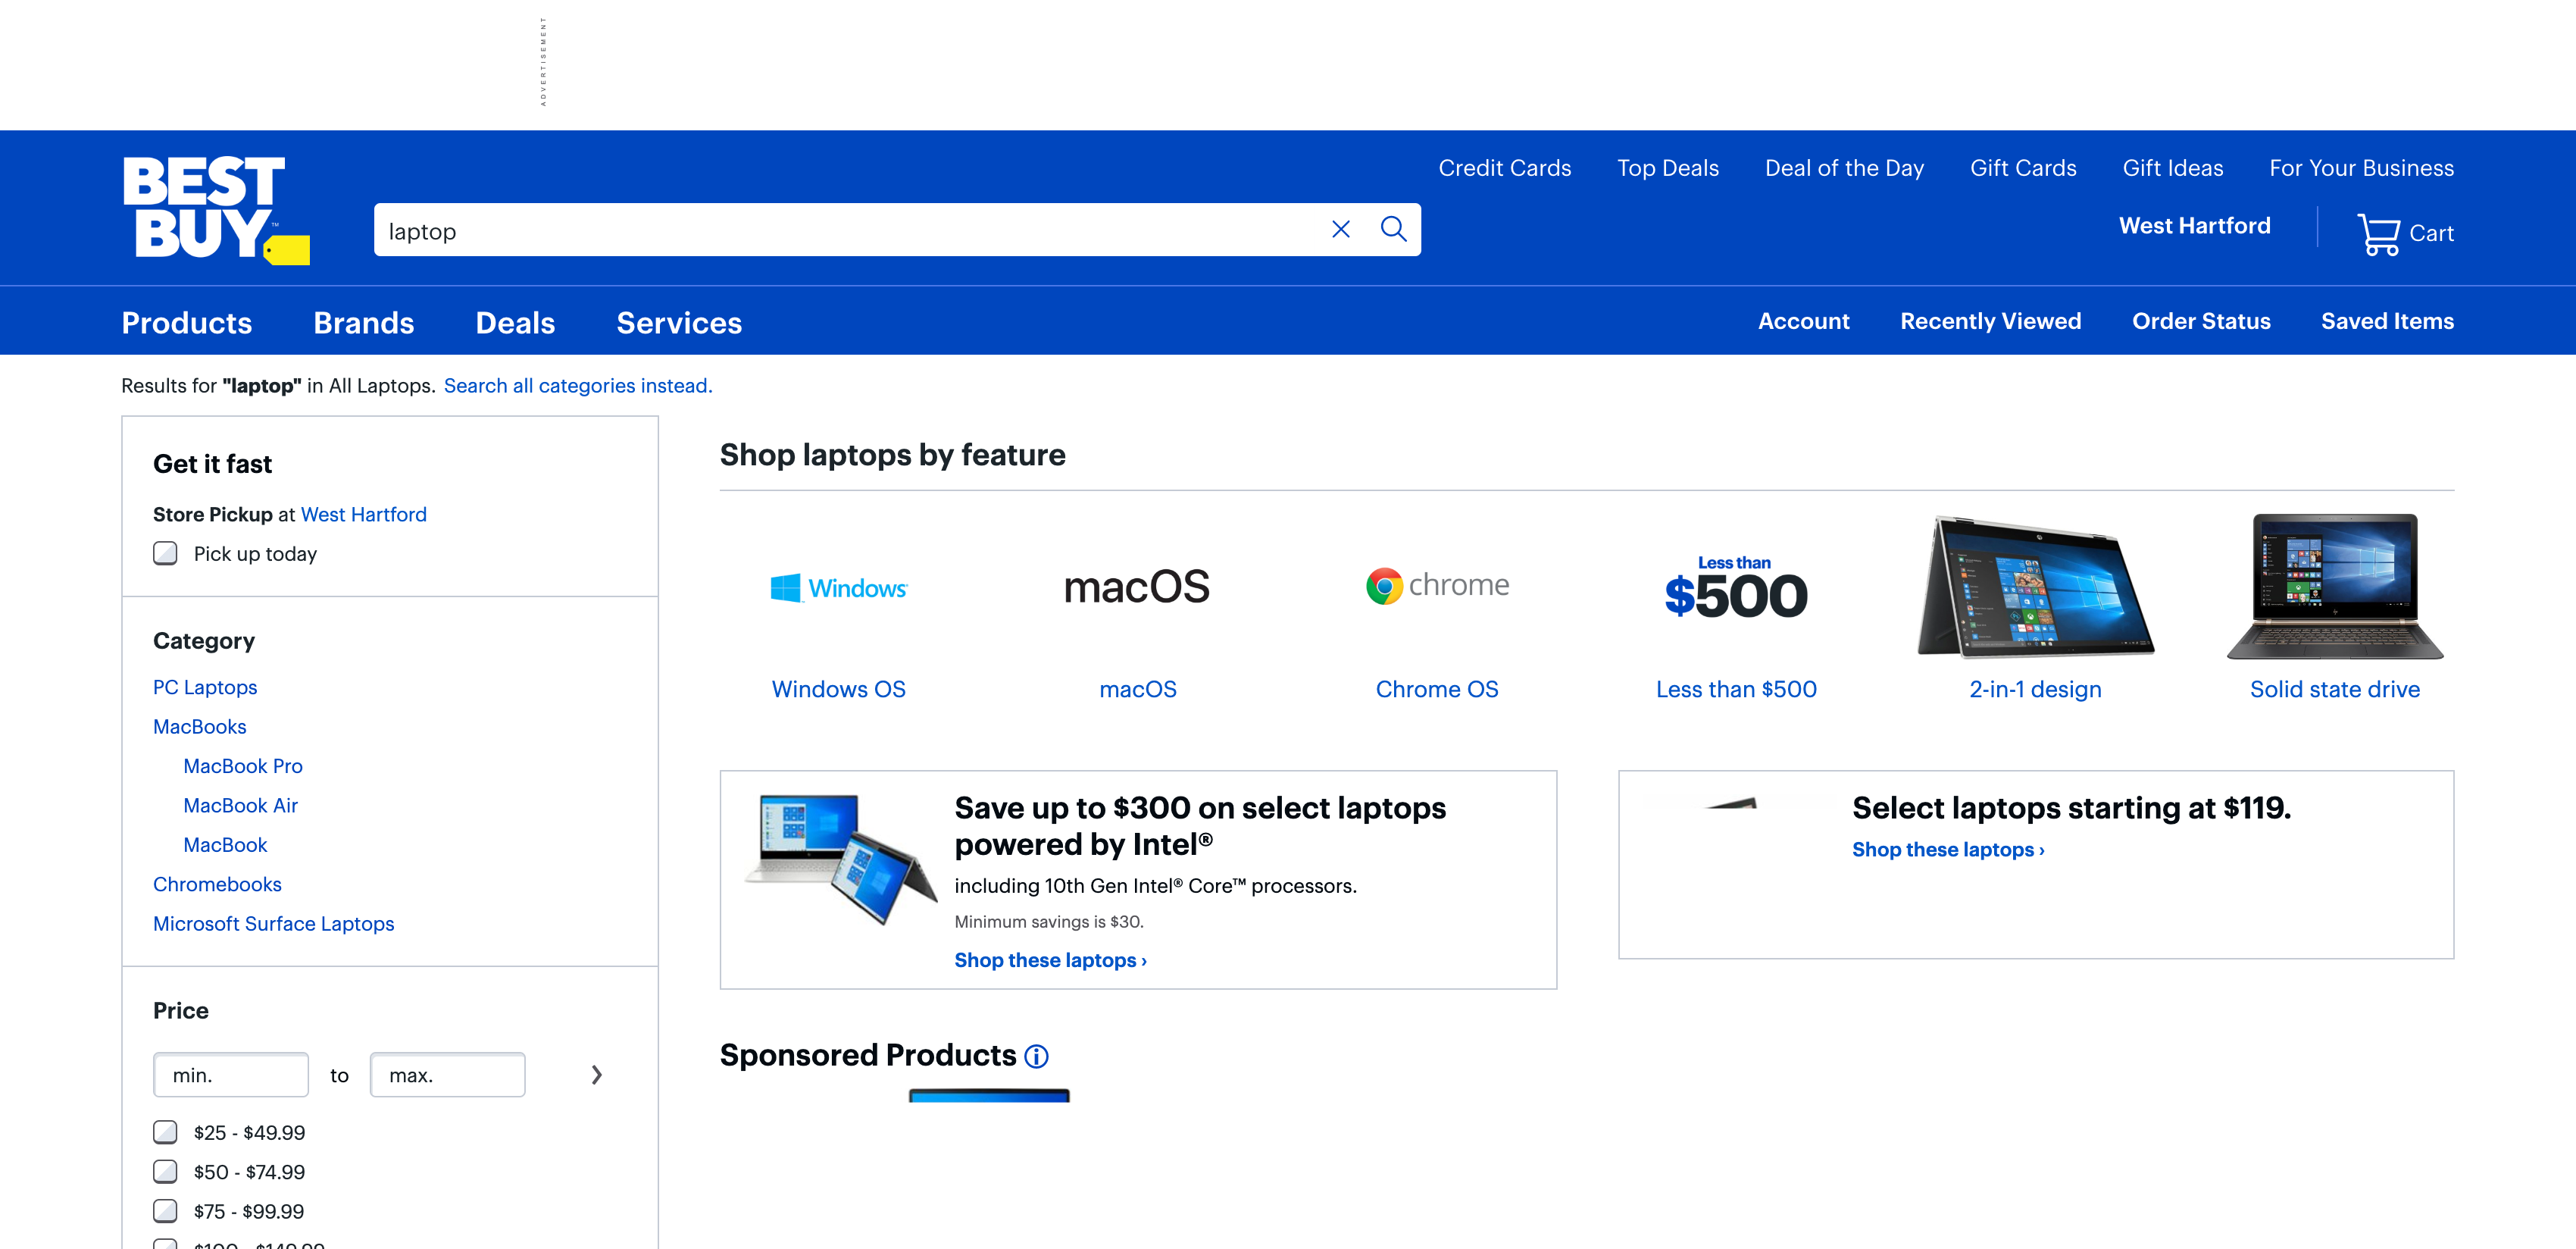 ADVERTISEMENT
BEST
BUY™
laptop
Credit Cards
Top Deals
Deal of the Day
Gift Cards
Gift Ideas
For Your Business
West Hartford
Cart
Products
Brands
Deals
Services
Account
Recently Viewed
Order Status
Saved Items
Results for "laptop" in All Laptops. Search all categories instead.
Get it fast
Store Pickup at West Hartford
Pick up today
Category
PC Laptops
MacBooks
MacBook Pro
MacBook Air
MacBook
Chromebooks
Microsoft Surface Laptops
Price
min. to max.
$25 - $49.99
$50 - $74.99
$75 - $99.99
$100 - $149.99
Shop laptops by feature
Windows
macOS
chrome
Less than
$500
Windows OS
macOS
Chrome OS
Less than $500
2-in-1 design
Solid state drive
Save up to $300 on select laptops
powered by Intel®
including 10th Gen Intel® Core™ processors.
Minimum savings is $30.
Shop these laptops ›
Select laptops starting at $119.
Shop these laptops ›
Sponsored Products